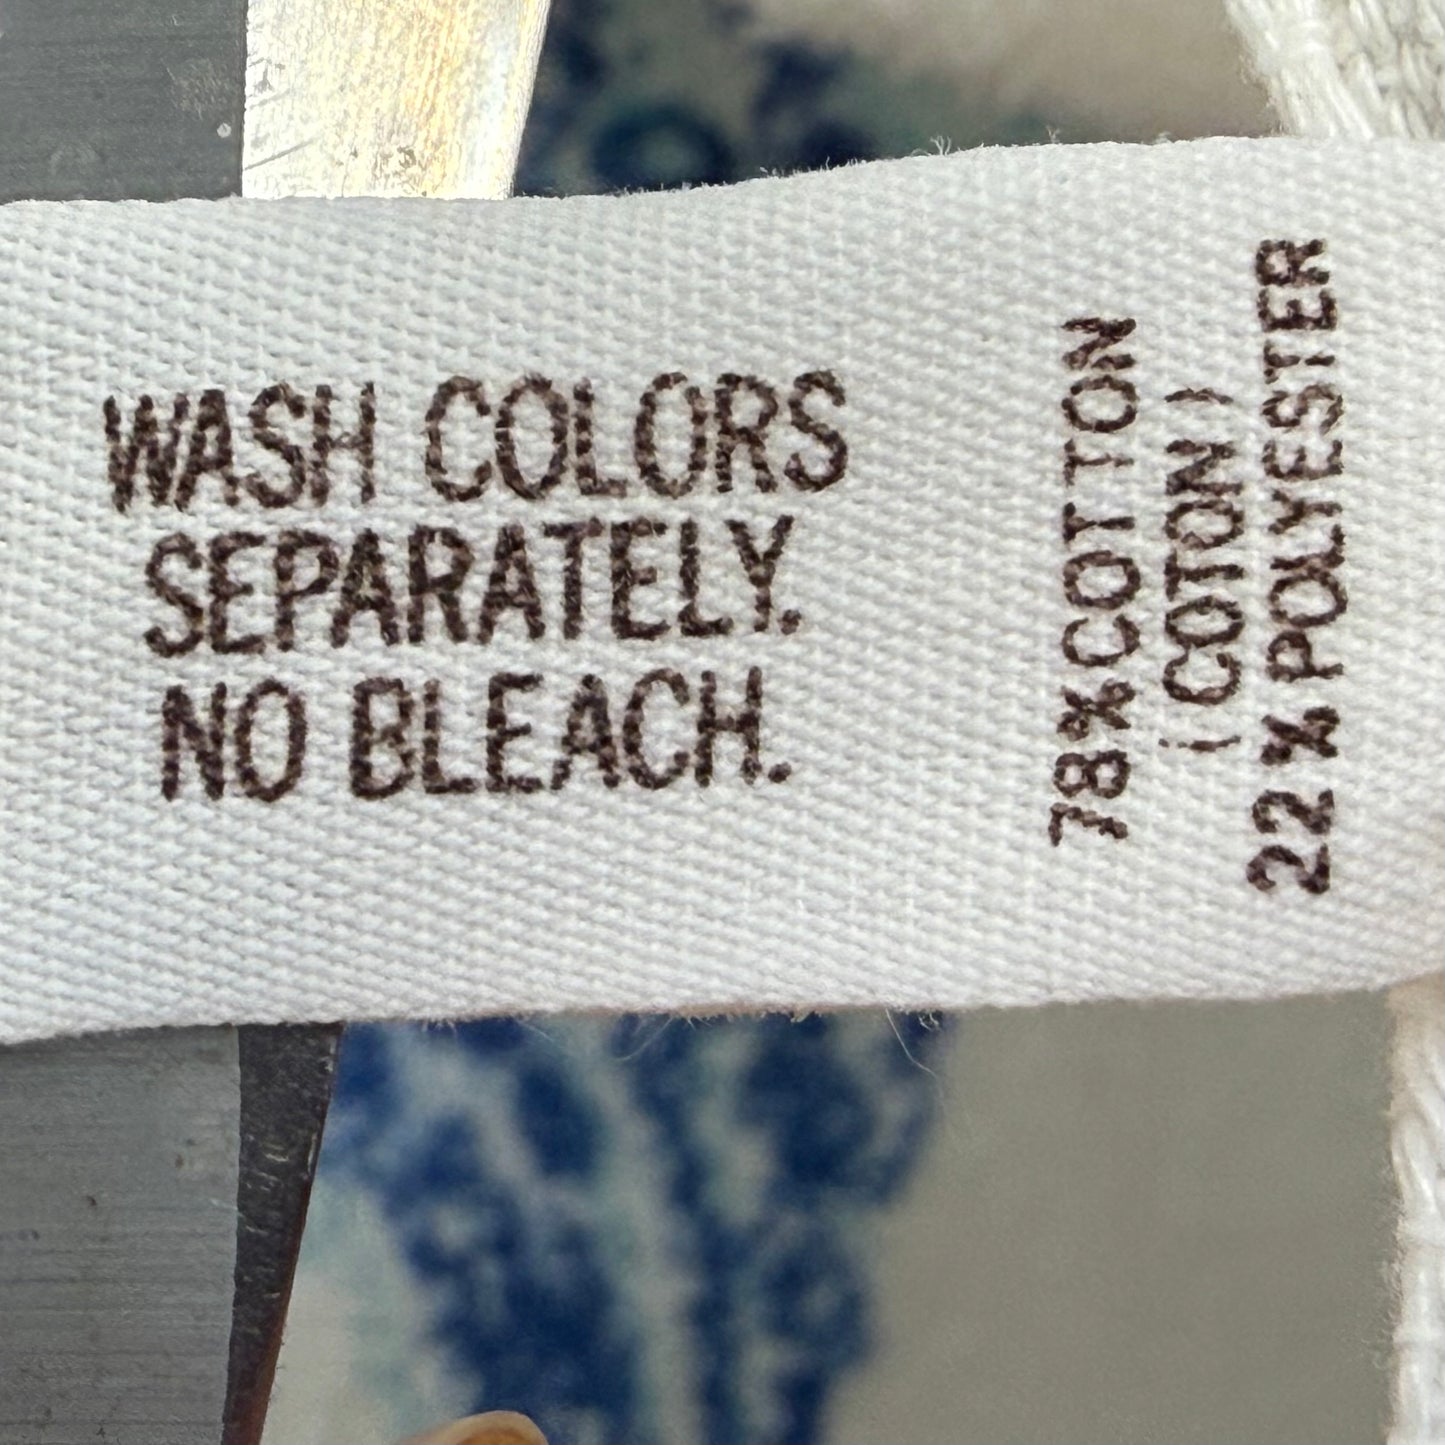 WASH COLORS
SEPARATELY.
NO BLEACH.
78% COTTON
(COTON)
22% POLYESTER